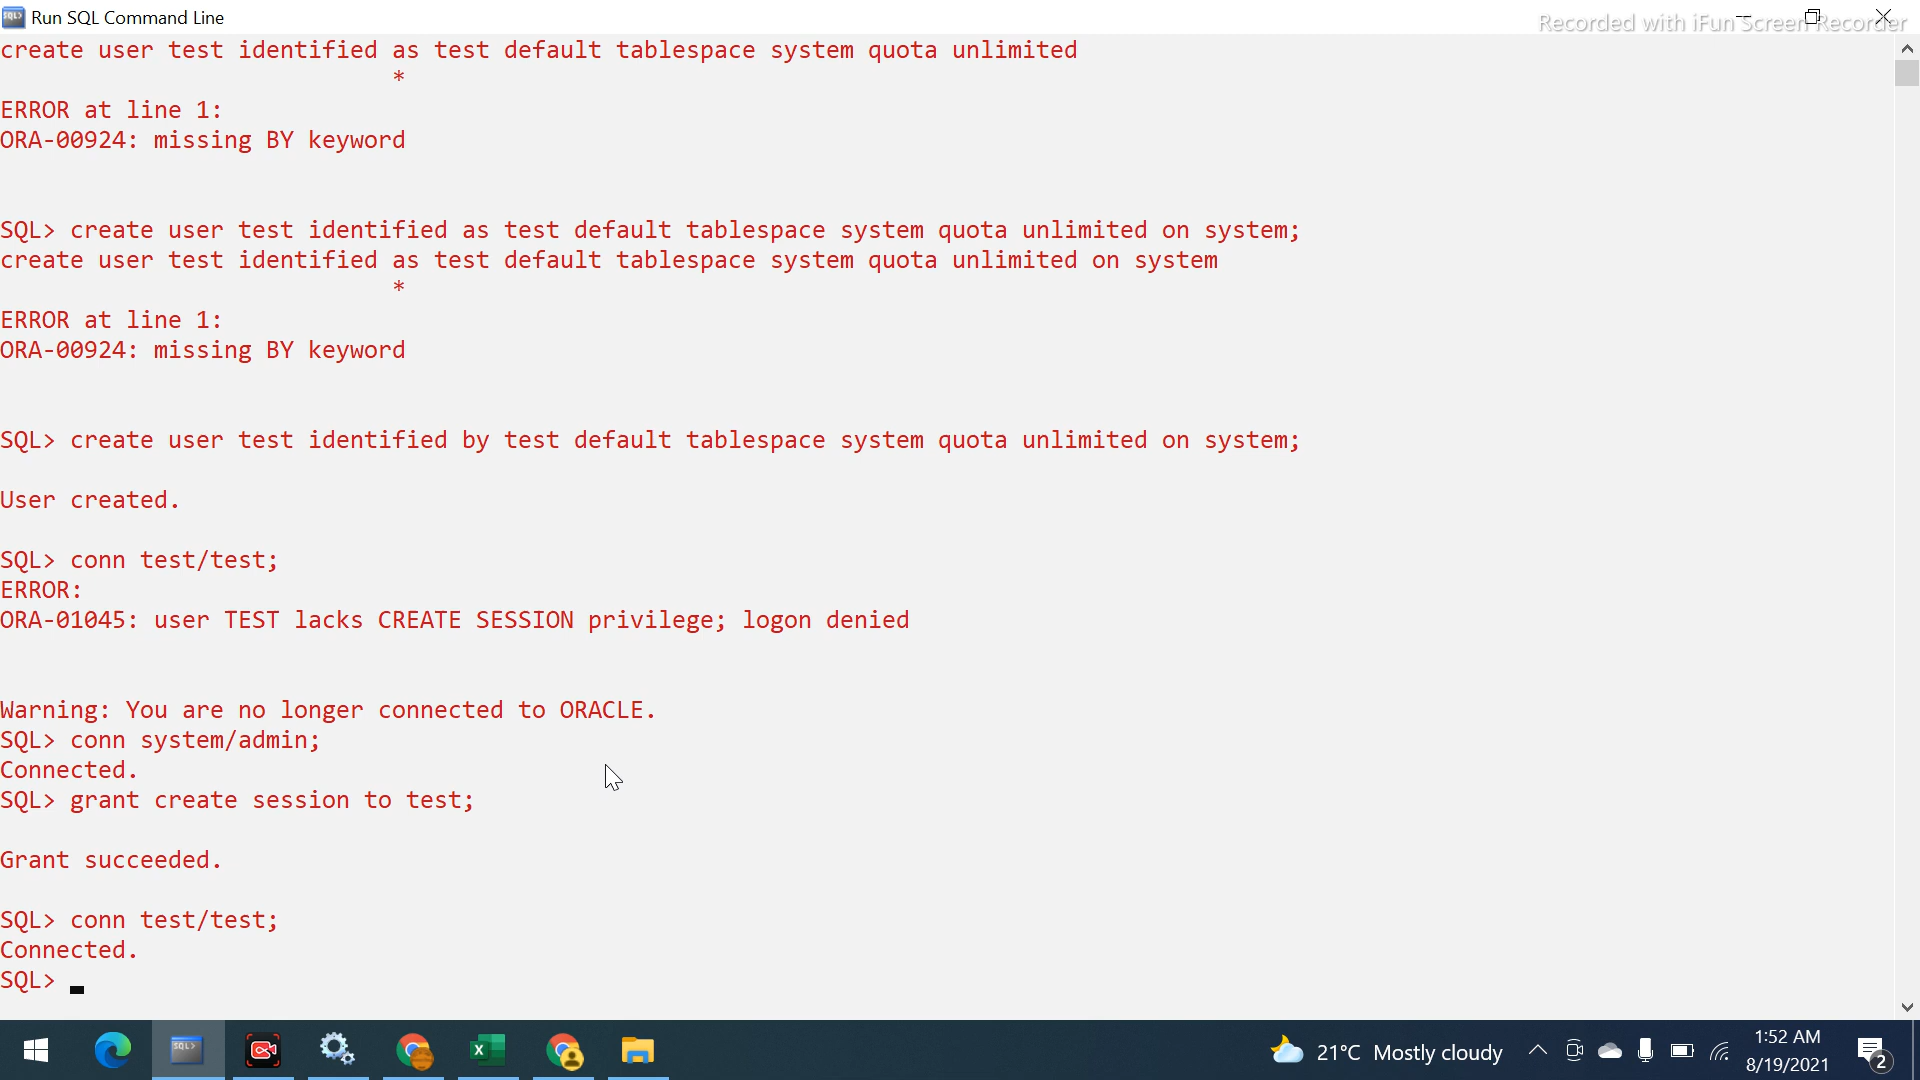 Run SQL Command Line
Recorded with iFun Screen Recorder
create user test identified as test default tablespace system quota unlimited
*
ERROR at line 1:
ORA-00924: missing BY keyword
SQL> create user test identified as test default tablespace system quota unlimited on system;
create user test identified as test default tablespace system quota unlimited on system
*
ERROR at line 1:
ORA-00924: missing BY keyword
SQL> create user test identified by test default tablespace system quota unlimited on system;
User created.
SQL> conn test/test;
ERROR:
ORA-01045: user TEST lacks CREATE SESSION privilege; logon denied
Warning: You are no longer connected to ORACLE.
SQL> conn system/admin;
Connected.
SQL> grant create session to test;
Grant succeeded.
SQL> conn test/test;
Connected.
SQL>
21°C Mostly cloudy
1:52 AM
8/19/2021
2